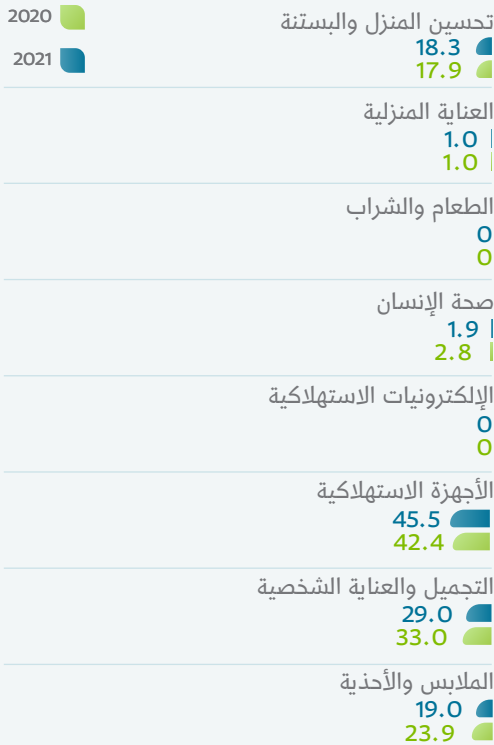 2020
2021
تحسين المنزل والبستنة
18.3
17.9
العناية المنزلية
1.0
1.0
الطعام والشراب
0
0
صحة الإنسان
1.9
2.8
الإلكترونيات الاستهلاكية
0
0
الأجهزة الاستهلاكية
45.5
42.4
التجميل والعناية الشخصية
29.0
33.0
الملابس والأحذية
19.0
23.9